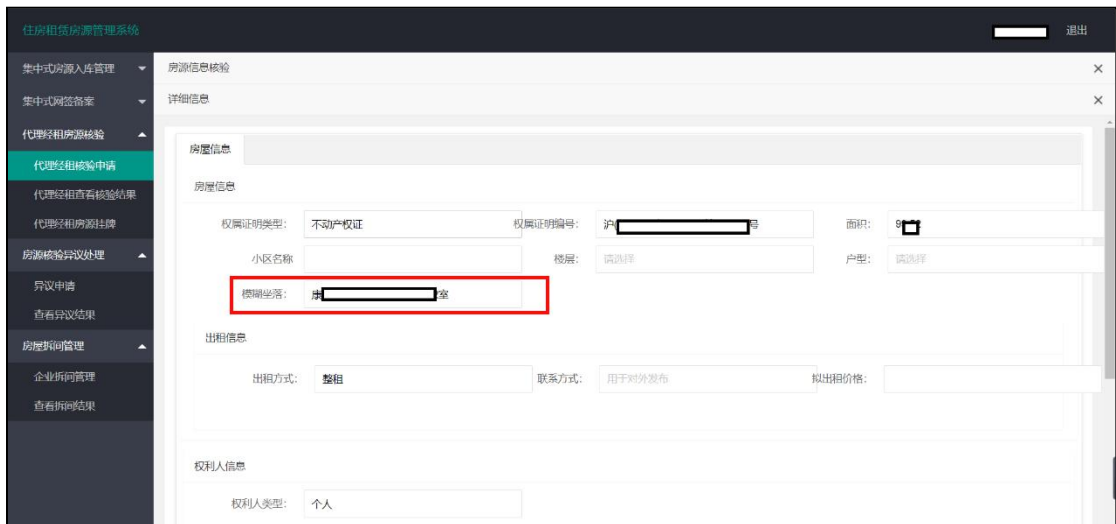 住房租赁房源管理系统
退出
集中式房源入库管理
集中式网签备案
代理经租房源核验
代理经租核验申请
代理经租查看核验结果
代理经租房源挂牌
房源核验异议处理
异议申请
查看异议结果
房屋拆间管理
企业拆间管理
查看拆间结果
房源信息核验
详细信息
房屋信息
房屋信息
权属证明类型： 不动产权证 权属证明编号： 沪 号 面积： 9
小区名称 楼层： 请选择 户型： 请选择
模糊坐落： 康 室
出租信息
出租方式： 整租 联系方式： 用于对外发布 拟出租价格：
权利人信息
权利人类型： 个人